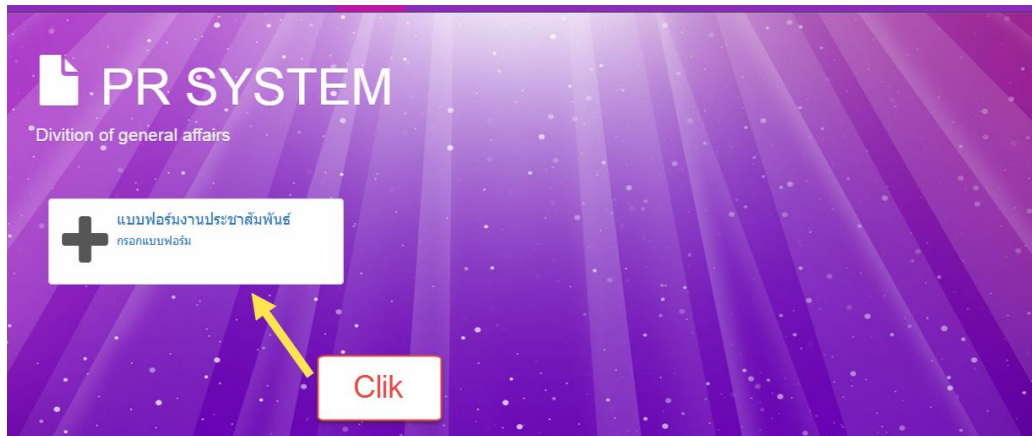 PR SYSTEM
Divition of general affairs
แบบฟอร์มงานประชาสัมพันธ์
กรอกแบบฟอร์ม
Clik